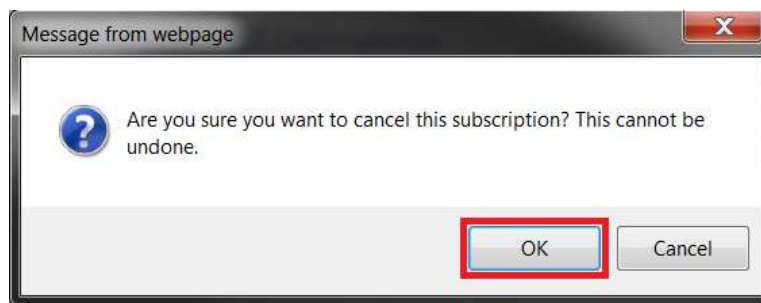 Message from webpage
Are you sure you want to cancel this subscription? This cannot be
undone.
OK
Cancel